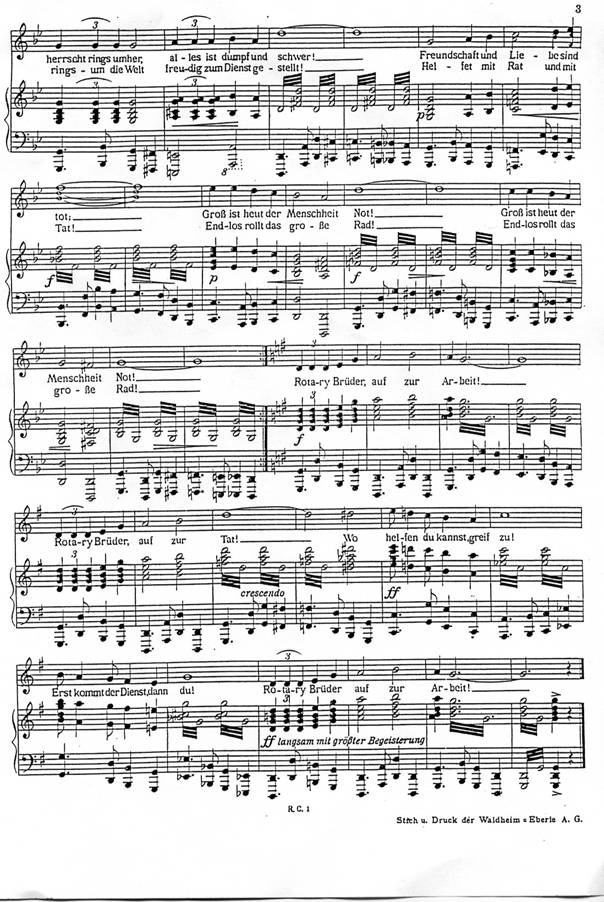 3
herrscht rings umher, al-les ist dumpf und schwer! Freundschaft und Lie-be sind
rings-um die Welt freu-dig zum Dienst ge-stellt! Hel-fet mit Rat und mit
p
8
tot: Groß ist heut der Menschheit Not! Groß ist heut der
Tat! End-los rollt das gro-ße Rad! End-los rollt das
f p f
Menschheit Not! Rota-ry Brüder, auf zur Ar-beit!
gro-ße Rad!
f
Rota-ry Brüder, auf zur Tat! Wo hel-fen du kannst, greif zu!
crescendo ff
Erst kommt der Dienst, dann du! Ro-ta-ry Brüder auf zur Ar-beit!
ff langsam mit größter Begeisterung
R. C. 1
Stich u. Druck der Waldheim=Eberle A. G.